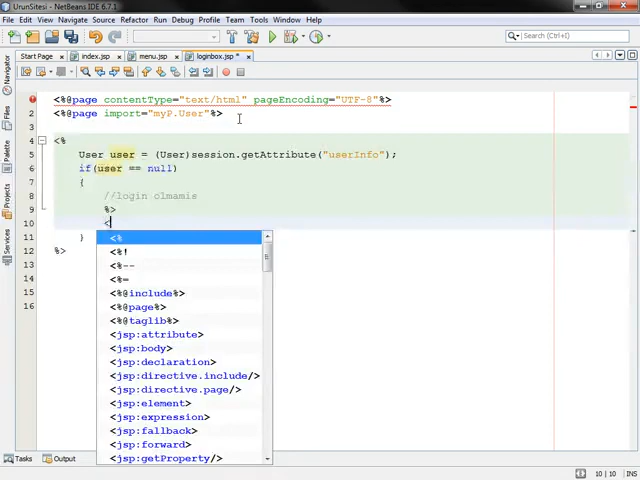 UrunSitesi - NetBeans IDE 6.7.1
File Edit View Navigate Source Refactor Run Debug Profile Team Tools Window Help
Search (Ctrl+I)
Start Page index.jsp menu.jsp loginbox.jsp *
Navigator
Files
Palette
Projects
Services
1 <%@page contentType="text/html" pageEncoding="UTF-8"%>
2 <%@page import="myP.User"%>
3
4 <%
5 User user = (User)session.getAttribute("userInfo");
6 if(user == null)
7 {
8 //login olmamis
9 %>
10 <
11 }
12 %>
13
14
15
16
<%
<%!
<%--
<%=
<%@include%>
<%@page%>
<%@taglib%>
<jsp:attribute>
<jsp:body>
<jsp:declaration>
<jsp:directive.include/>
<jsp:directive.page/>
<jsp:element>
<jsp:expression>
<jsp:fallback>
<jsp:forward>
<jsp:getProperty/>
Tasks Output
10 | 10 INS